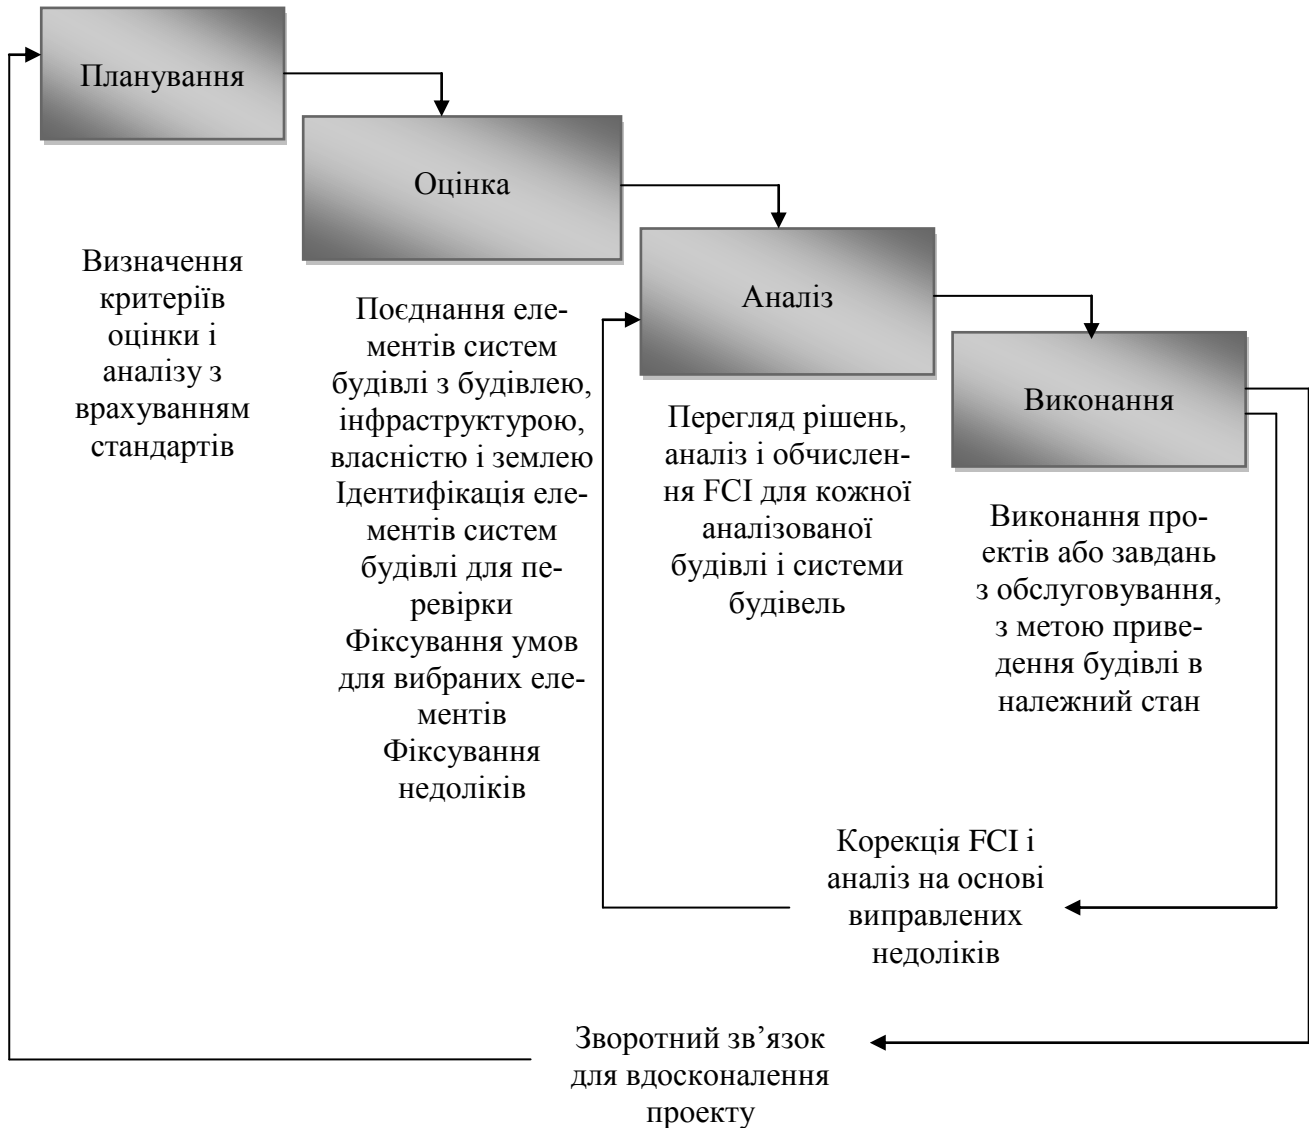 Планування
Оцінка
Аналіз
Виконання
Визначення
критеріїв
оцінки і
аналізу з
врахуванням
стандартів
Поєднання еле-
ментів систем
будівлі з будівлею,
інфраструктурою,
власністю і землею
Ідентифікація еле-
ментів систем
будівлі для пе-
ревірки
Фіксування умов
для вибраних еле-
ментів
Фіксування
недоліків
Перегляд рішень,
аналіз і обчислен-
ня FCI для кожної
аналізованої
будівлі і системи
будівель
Виконання про-
ектів або завдань
з обслуговування,
з метою приве-
дення будівлі в
належний стан
Корекція FCI і
аналіз на основі
виправлених
недоліків
Зворотний зв’язок
для вдосконалення
проекту